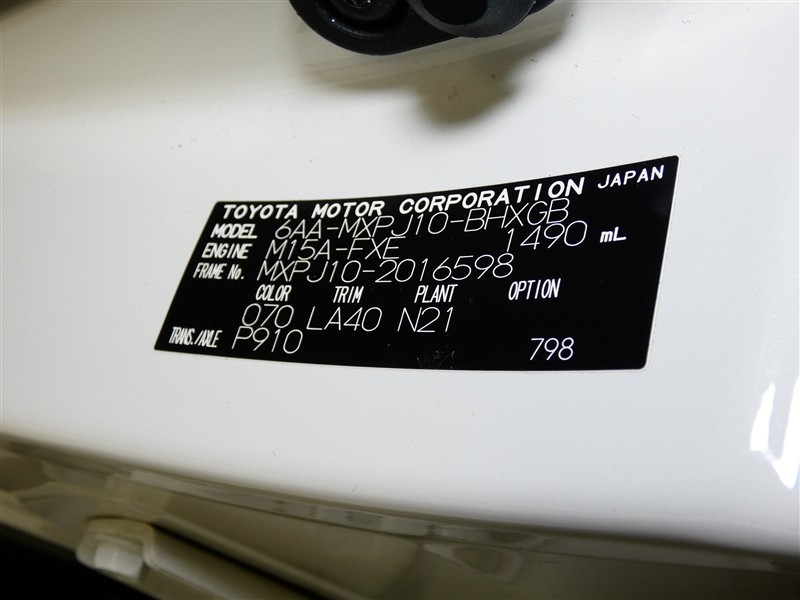 TOYOTA MOTOR CORPORATION JAPAN
MODEL 6AA-MXPJ10-BHXGB
ENGINE M15A-FXE 1490 mL
FRAME No. MXPJ10-2016598
COLOR TRIM PLANT OPTION
070 LA40 N21
TRANS./AXLE P910 798